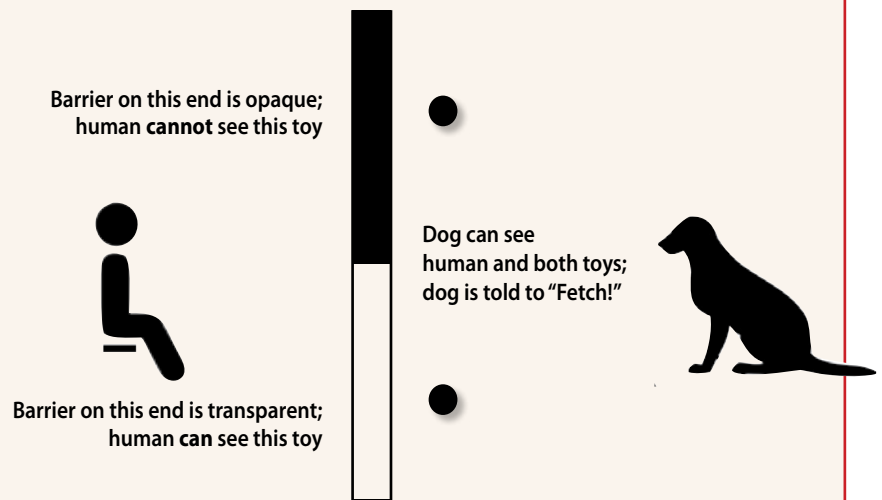 Barrier on this end is opaque;
human cannot see this toy
Dog can see
human and both toys;
dog is told to “Fetch!”
Barrier on this end is transparent;
human can see this toy